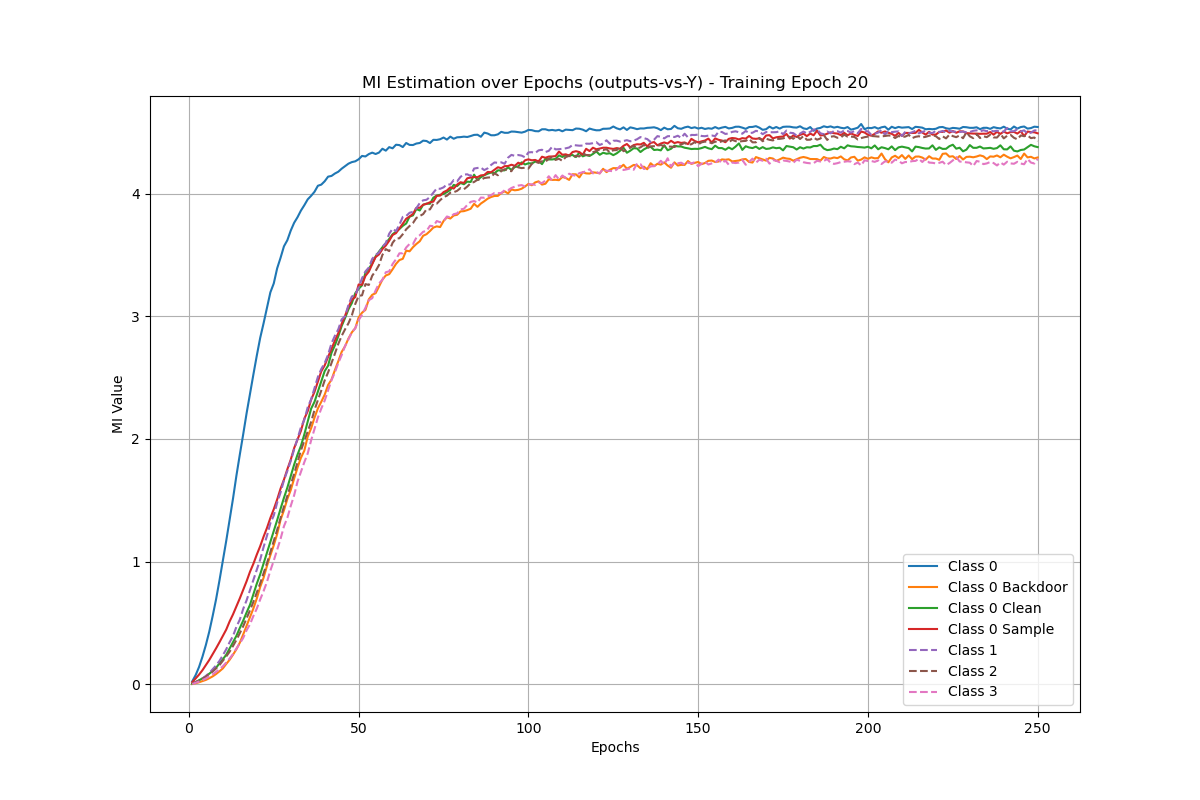 MI Estimation over Epochs (outputs-vs-Y) - Training Epoch 20
MI Value
4
3
2
1
0
0 50 100 150 200 250
Epochs
Class 0
Class 0 Backdoor
Class 0 Clean
Class 0 Sample
Class 1
Class 2
Class 3